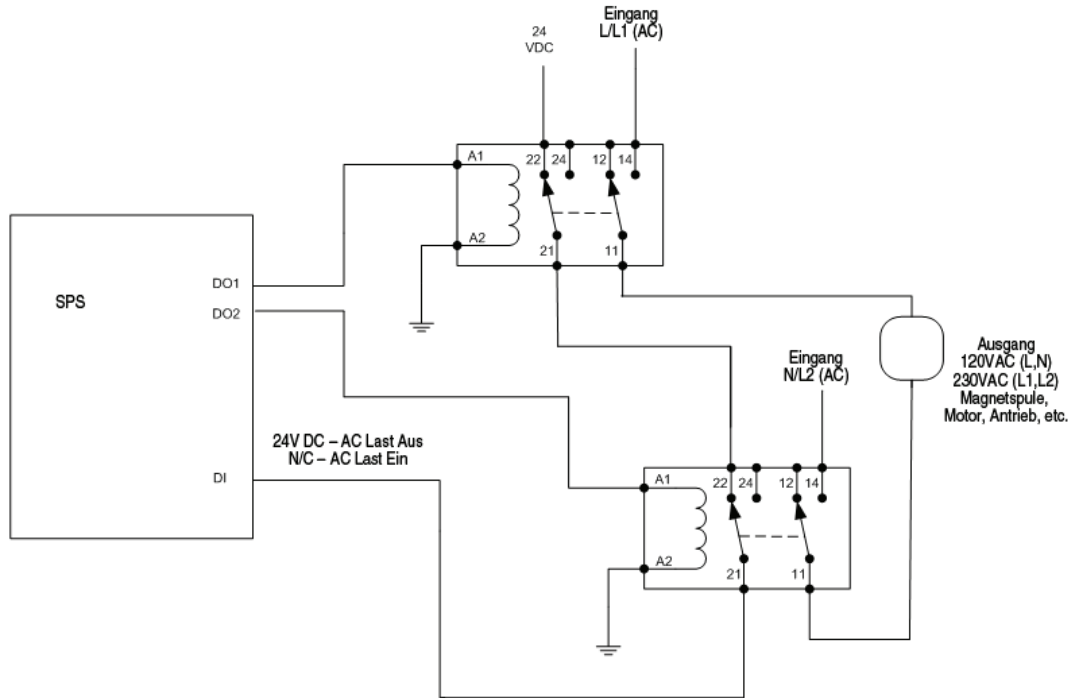 24
VDC
Eingang
L/L1 (AC)
A1
22
24
12
14
A2
21
11
SPS
DO1
DO2
DI
24V DC – AC Last Aus
N/C – AC Last Ein
Eingang
N/L2 (AC)
Ausgang
120VAC (L,N)
230VAC (L1,L2)
Magnetspule,
Motor, Antrieb, etc.
A1
22
24
12
14
A2
21
11